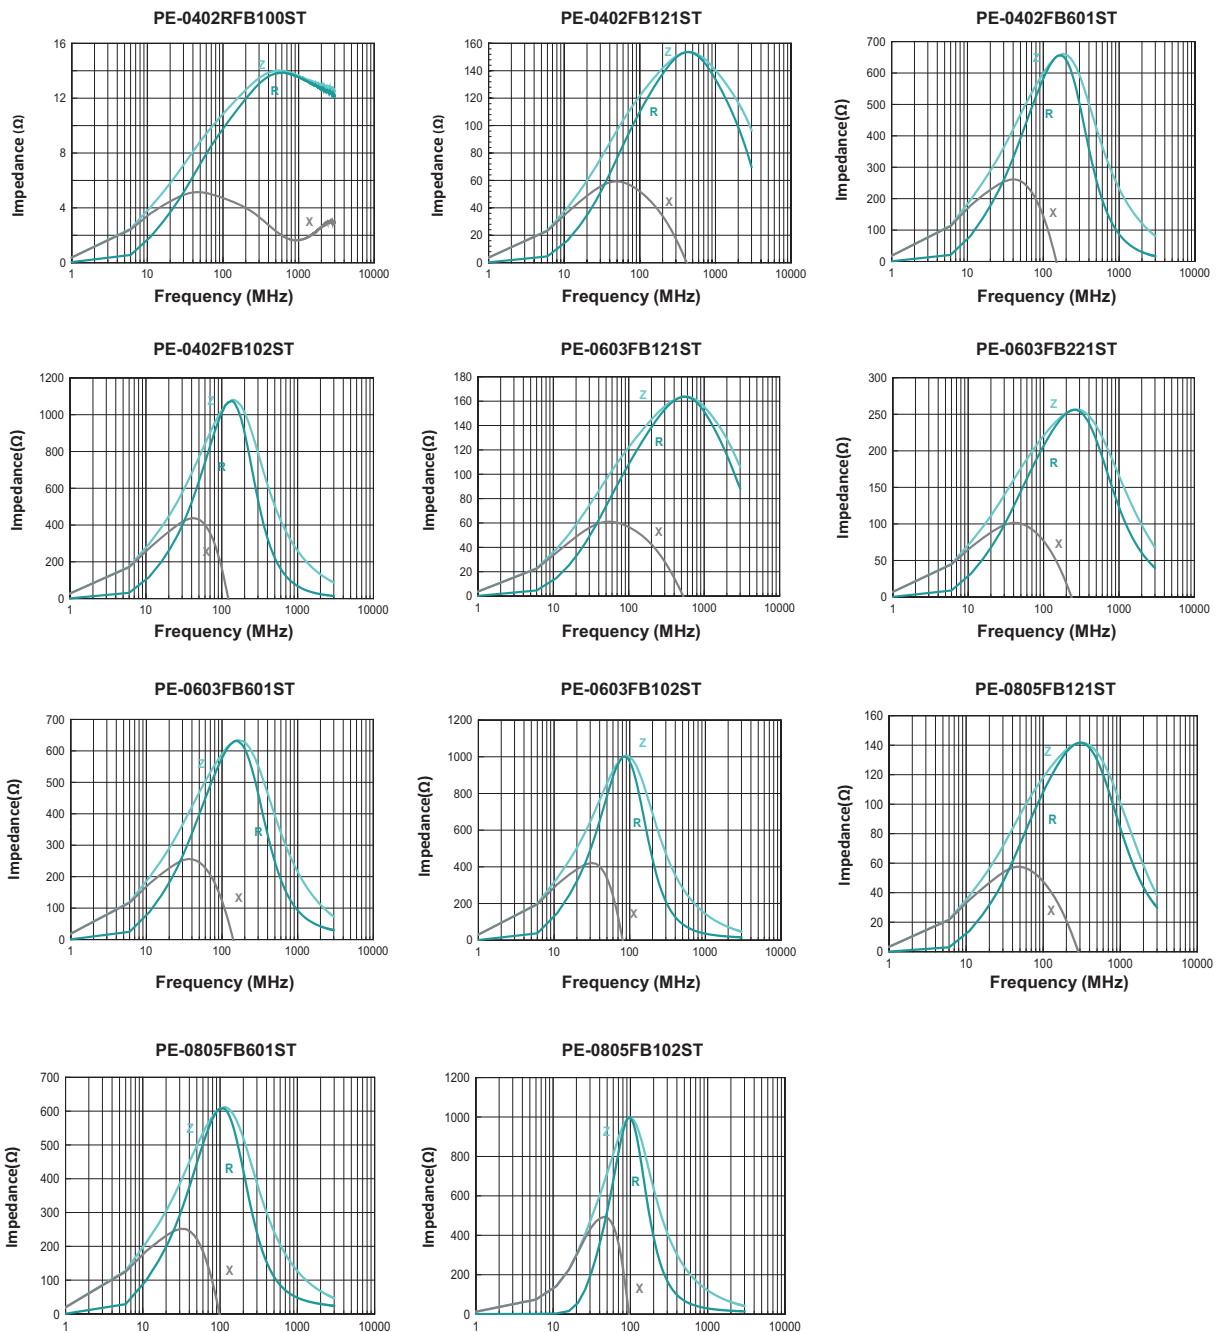 PE-0402RFB100ST
Impedance (Ω)
16
12
8
4
0
Z
R
X
1 10 100 1000 10000
Frequency (MHz)
PE-0402FB121ST
Impedance (Ω)
160
140
120
100
80
60
40
20
0
Z
R
X
1 10 100 1000 10000
Frequency (MHz)
PE-0402FB601ST
Impedance(Ω)
700
600
500
400
300
200
100
0
Z
R
X
1 10 100 1000 10000
Frequency (MHz)
PE-0402FB102ST
Impedance(Ω)
1200
1000
800
600
400
200
0
Z
R
X
1 10 100 1000 10000
Frequency (MHz)
PE-0603FB121ST
Impedance(Ω)
180
160
140
120
100
80
60
40
20
0
Z
R
X
1 10 100 1000 10000
Frequency (MHz)
PE-0603FB221ST
Impedance(Ω)
300
250
200
150
100
50
0
Z
R
X
1 10 100 1000 10000
Frequency (MHz)
PE-0603FB601ST
Impedance(Ω)
700
600
500
400
300
200
100
0
Z
R
X
1 10 100 1000 10000
Frequency (MHz)
PE-0603FB102ST
Impedance(Ω)
1200
1000
800
600
400
200
0
Z
R
X
1 10 100 1000 10000
Frequency (MHz)
PE-0805FB121ST
Impedance(Ω)
160
140
120
100
80
60
40
20
0
Z
R
X
1 10 100 1000 10000
Frequency (MHz)
PE-0805FB601ST
Impedance(Ω)
700
600
500
400
300
200
100
0
Z
R
X
1 10 100 1000 10000
PE-0805FB102ST
Impedance(Ω)
1200
1000
800
600
400
200
0
Z
R
X
1 10 100 1000 10000